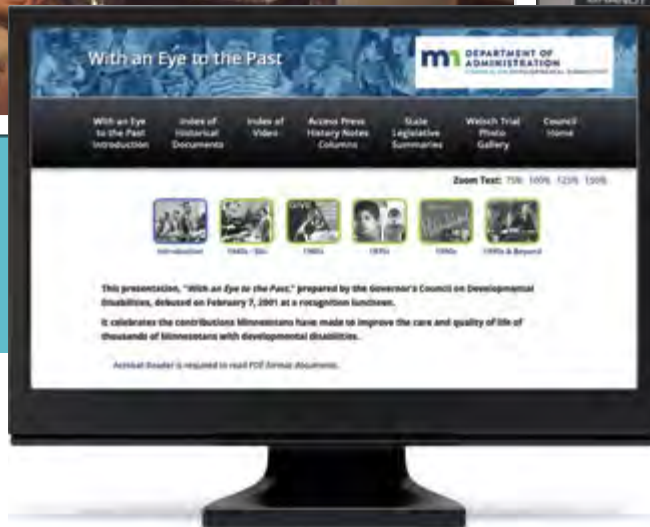 With an Eye to the Past
mn DEPARTMENT OF
ADMINISTRATION
With an Eye
to the Past
Introduction
Index of
Historical
Documents
Index of
Video
Access Press
History Notes
Columns
State
Legislative
Summaries
Welsch Trial
Photo
Gallery
Council
Home
Zoom Text: 75% 100% 125% 150%
Introduction
1960s
1970s
1990s & Beyond
This presentation, "With an Eye to the Past," prepared by the Governor's Council on Developmental
Disabilities, debuted on February 7, 2001 at a recognition luncheon.
It celebrates the contributions Minnesotans have made to improve the care and quality of life of
thousands of Minnesotans with developmental disabilities.
Acrobat Reader is required to read PDF format documents.